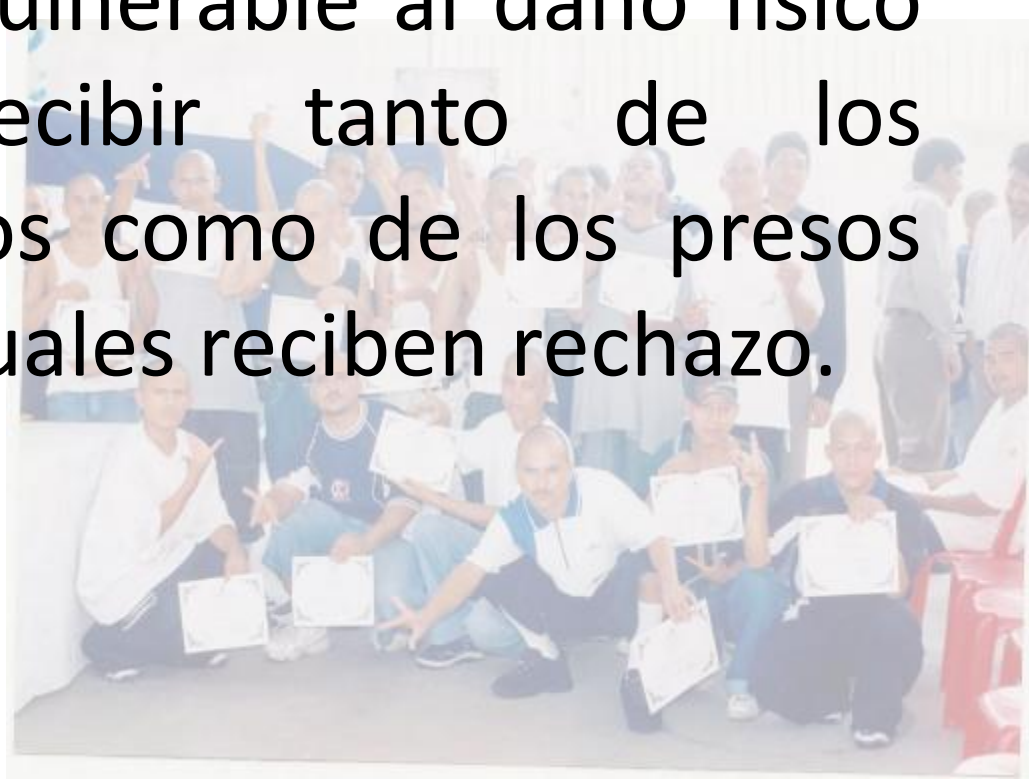 ulnerable al daño físico
ecibir tanto de los
os como de los presos
uales reciben rechazo.